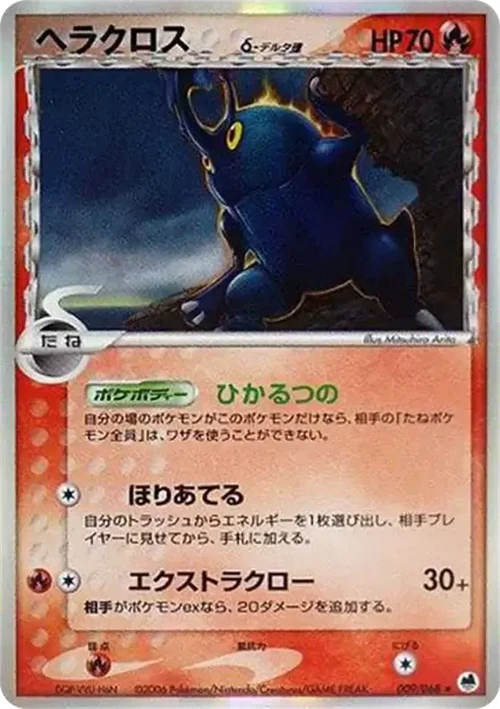 ヘラクロス δ-デルタ種 HP70
Illus. Mitsuhiro Arita
たね
ポケボディー ひかるつの
自分の場のポケモンがこのポケモンだけなら、相手の「たねポケ
モン全員」は、ワザを使うことができない。
ほりあてる
自分のトラッシュからエネルギーを1枚選び出し、相手プレ
イヤーに見せてから、手札に加える。
エクストラクロー 30+
相手がポケモンexなら、20ダメージを追加する。
弱点 抵抗力 にげる
©2006 Pokémon/Nintendo/Creatures/GAME FREAK.
009/068